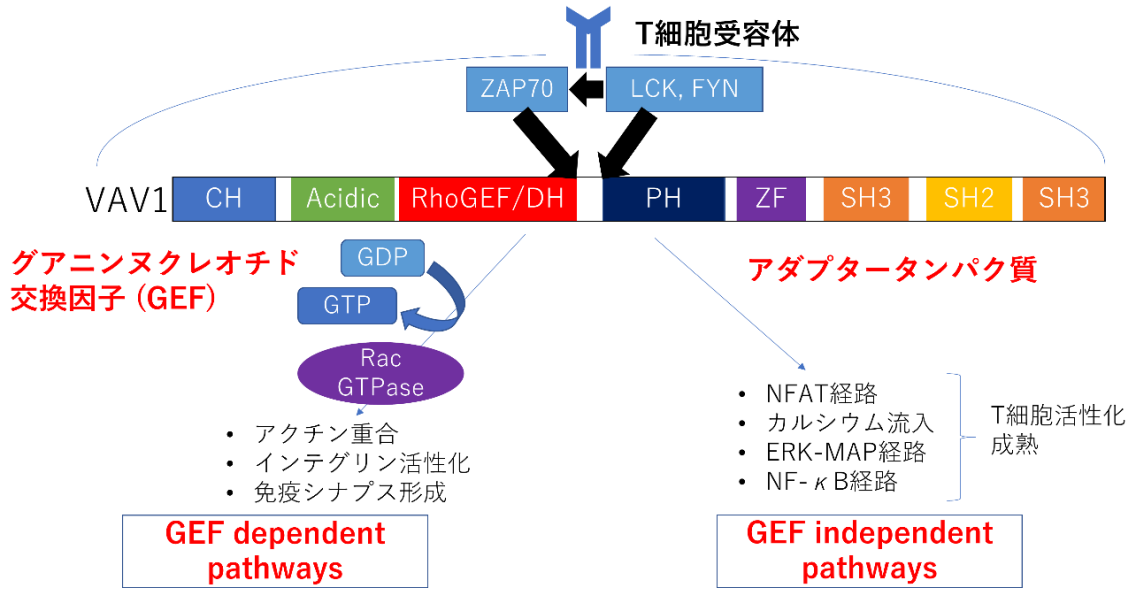 T細胞受容体
ZAP70
LCK, FYN
VAV1
CH
Acidic
RhoGEF/DH
PH
ZF
SH3
SH2
SH3
グアニンヌクレオチド
交換因子 (GEF)
GDP
GTP
Rac
GTPase
• アクチン重合
• インテグリン活性化
• 免疫シナプス形成
GEF dependent
pathways
アダプタータンパク質
• NFAT経路
• カルシウム流入
• ERK-MAP経路
• NF-κB経路
T細胞活性化
成熟
GEF independent
pathways